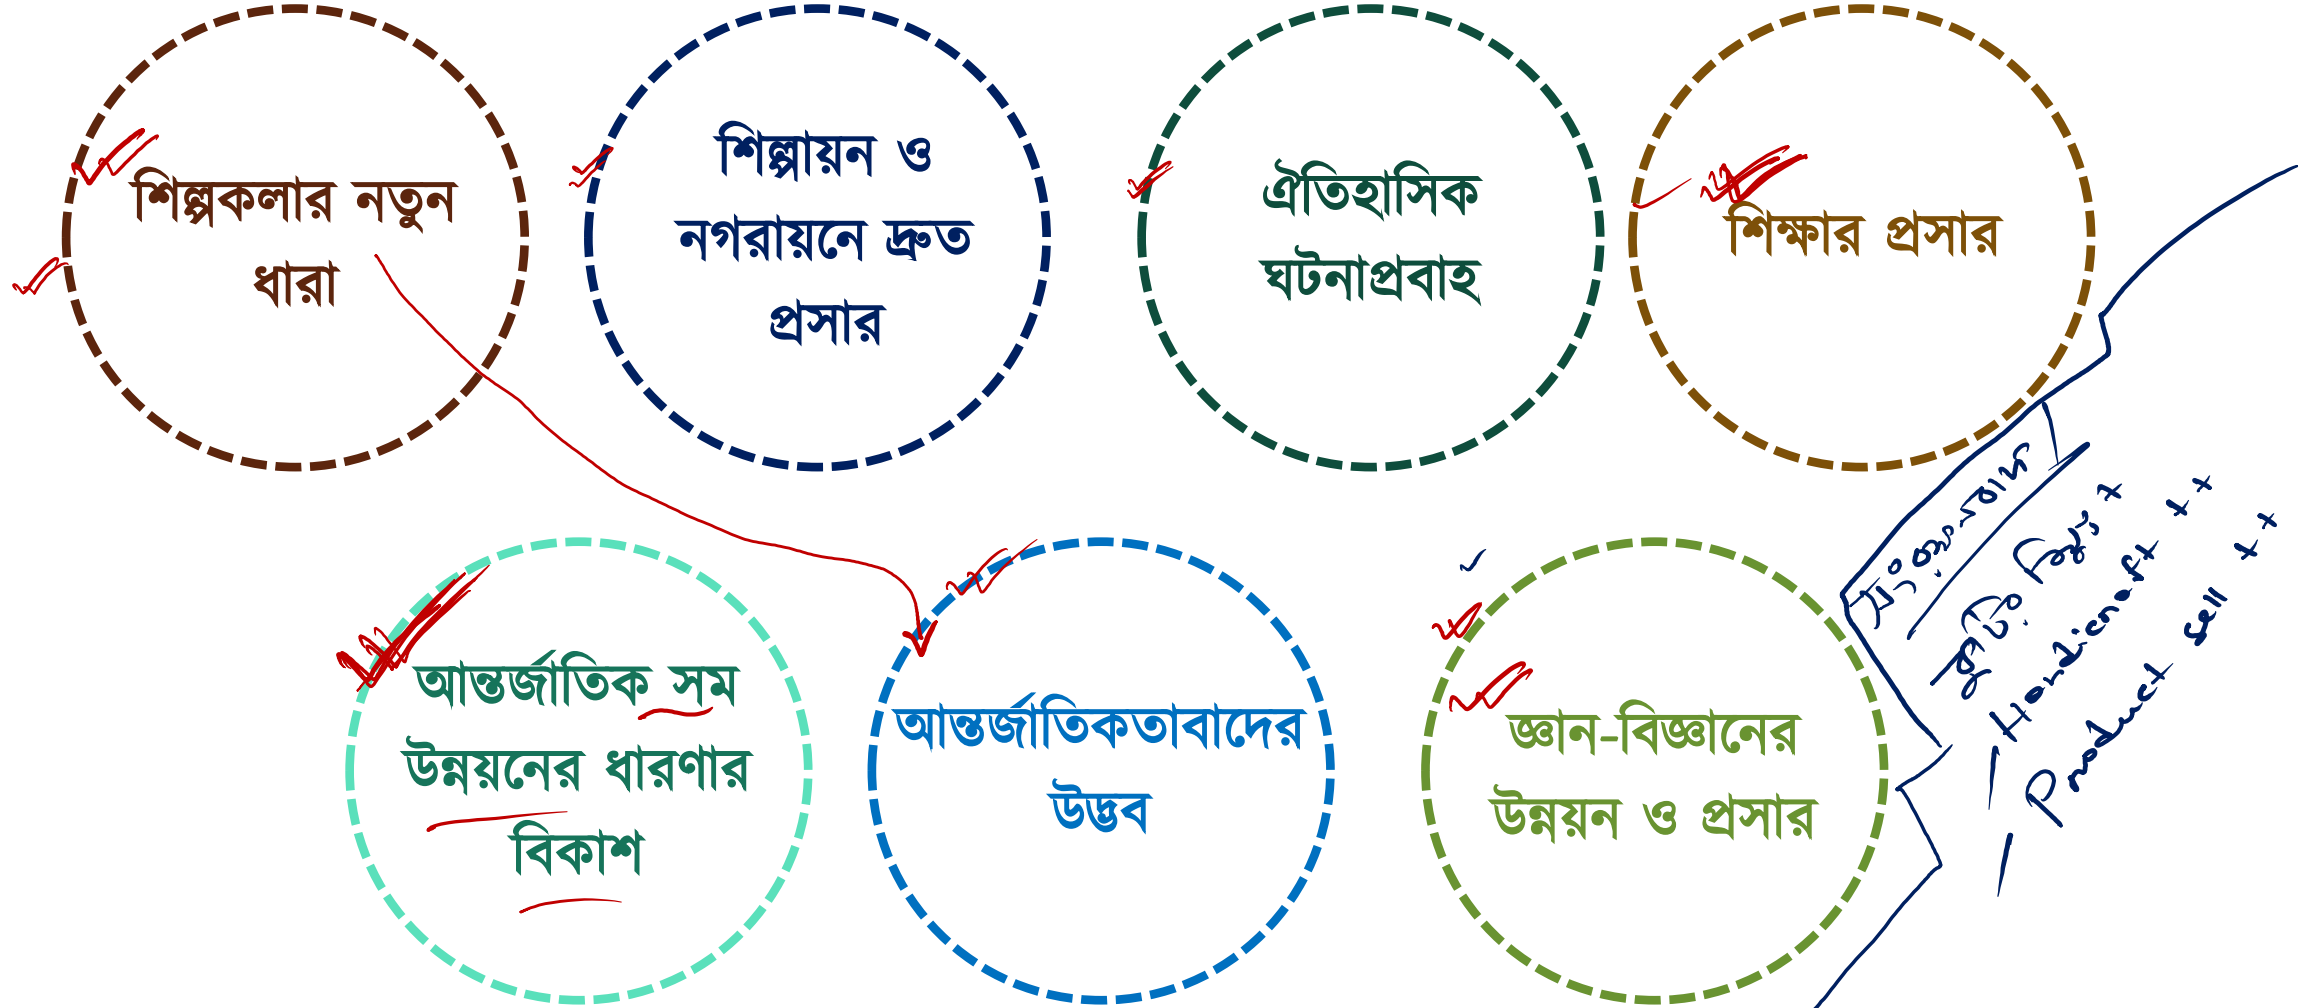 শিল্পকলার নতুন
ধারা
শিল্পায়ন ও
নগরায়নে দ্রুত
প্রসার
ঐতিহাসিক
ঘটনাপ্রবাহ
শিক্ষার প্রসার
আন্তর্জাতিক সম
উন্নয়নের ধারণার
বিকাশ
আন্তর্জাতিকতাবাদের
উদ্ভব
জ্ঞান-বিজ্ঞানের
উন্নয়ন ও প্রসার
কুটির শিল্প +
Handicraft ++
Product sell ++